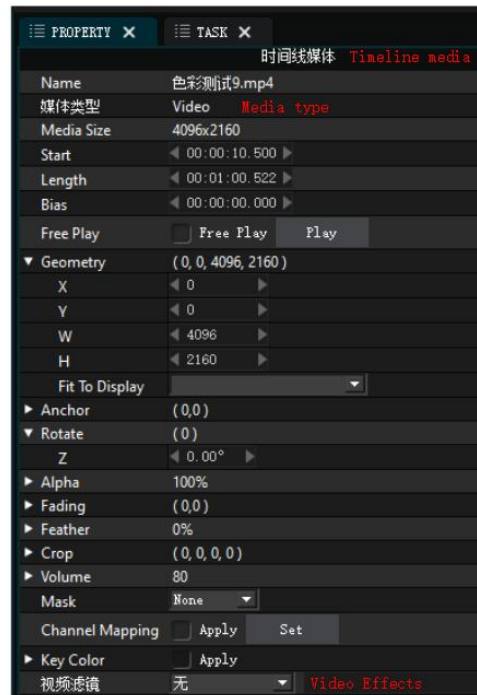 PROPERTY X TASK X
时间线媒体 Timeline media
Name 色彩测试9.mp4
媒体类型 Video Media type
Media Size 4096x2160
Start 00:00:10.500
Length 00:01:00.522
Bias 00:00:00.000
Free Play Free Play Play
Geometry (0, 0, 4096, 2160)
X 0
Y 0
W 4096
H 2160
Fit To Display
Anchor (0,0)
Rotate (0)
Z 0.00°
Alpha 100%
Fading (0,0)
Feather 0%
Crop (0, 0, 0, 0)
Volume 80
Mask None
Channel Mapping Apply Set
Key Color Apply
视频滤镜 无 Video Effects